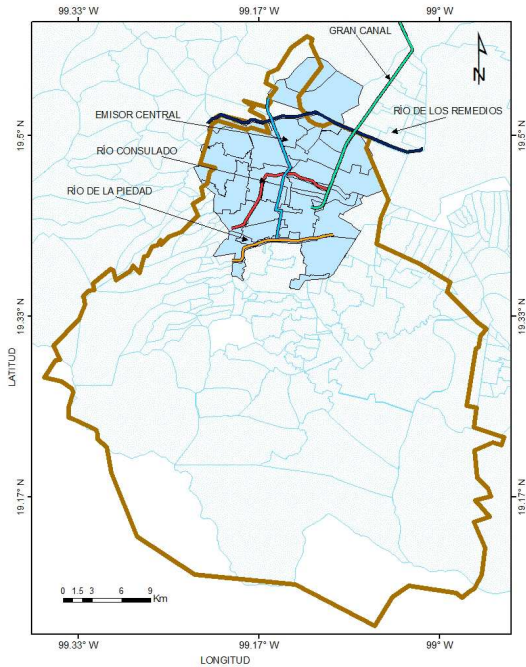 99.33° W 99.17° W 99° W
GRAN CANAL
N
EMISOR CENTRAL
RÍO DE LOS REMEDIOS
19.5° N 19.5° N
RÍO CONSULADO
RÍO DE LA PIEDAD
19.33° N 19.33° N
LATITUD
19.17° N 19.17° N
0 1.5 3 6 9
Km
99.33° W 99.17° W 99° W
LONGITUD